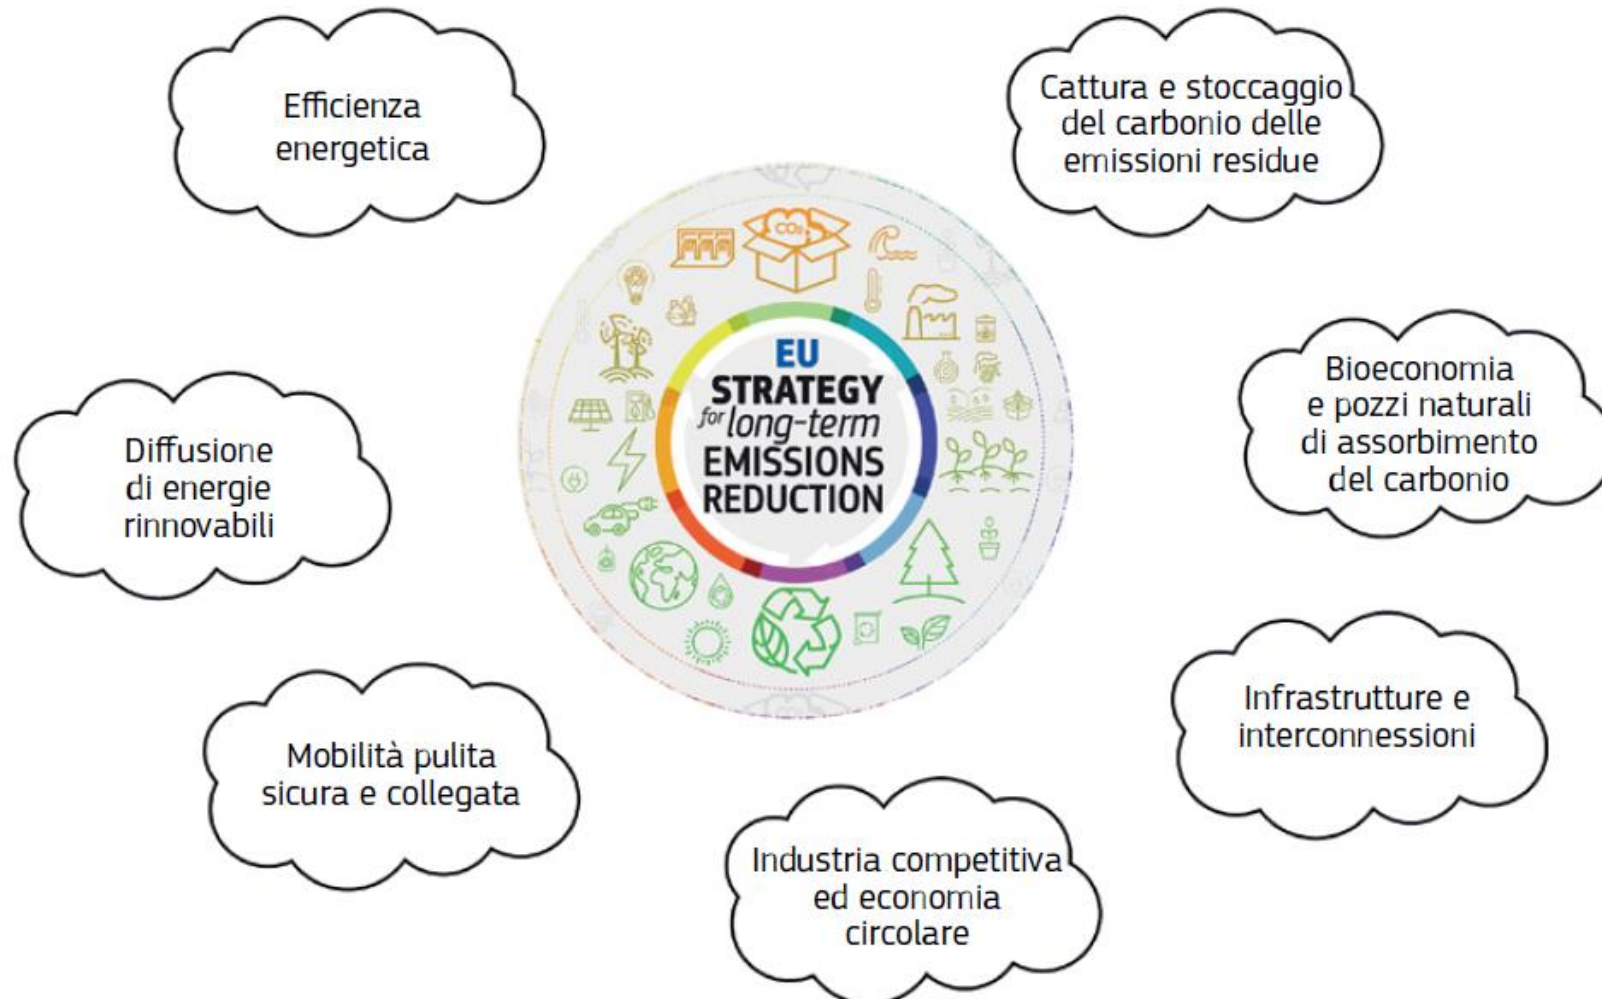 Efficienza
energetica
Cattura e stoccaggio
del carbonio delle
emissioni residue
CO₂
EU
STRATEGY
for long-term
EMISSIONS
REDUCTION
Bioeconomia
e pozzi naturali
di assorbimento
del carbonio
Diffusione
di energie
rinnovabili
Infrastrutture e
interconnessioni
Mobilità pulita
sicura e collegata
Industria competitiva
ed economia
circolare